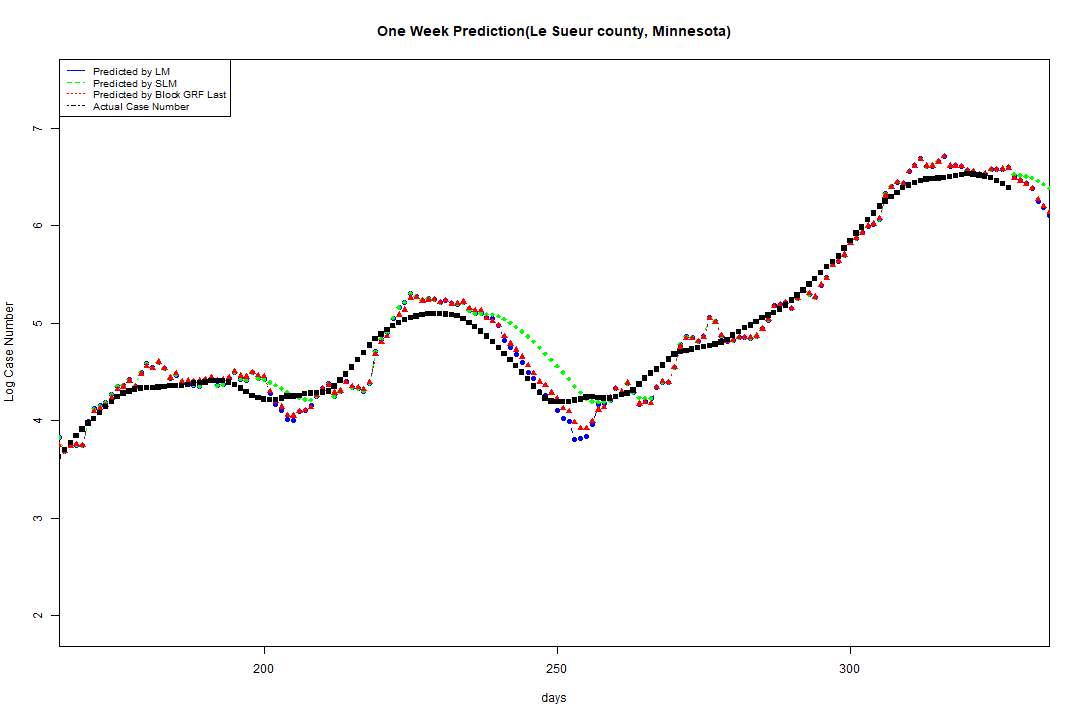 One Week Prediction(Le Sueur county, Minnesota)
Predicted by LM
Predicted by SLM
Predicted by Block GRF Last
Actual Case Number
7
6
5
4
3
2
Log Case Number
200
250
300
days